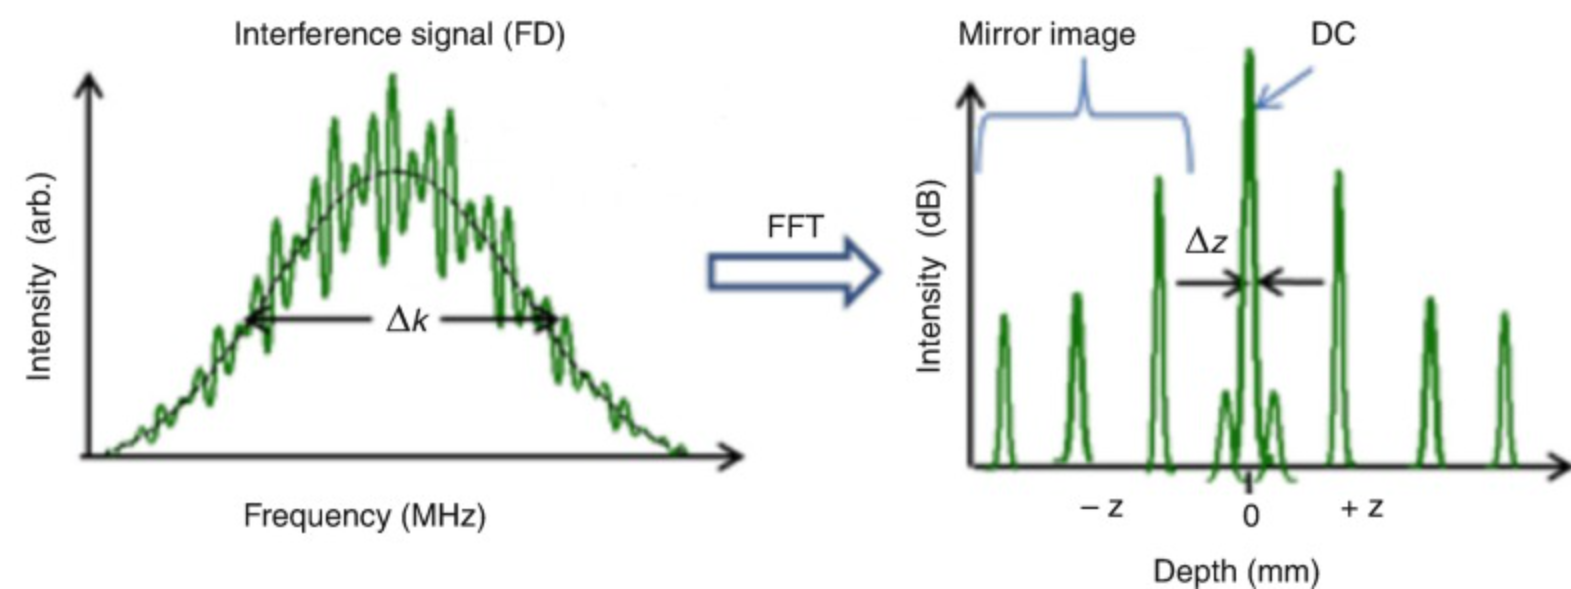 Interference signal (FD)
Intensity (arb.)
Δk
Frequency (MHz)
FFT
Mirror image
DC
Intensity (dB)
Δz
– z
0
+ z
Depth (mm)